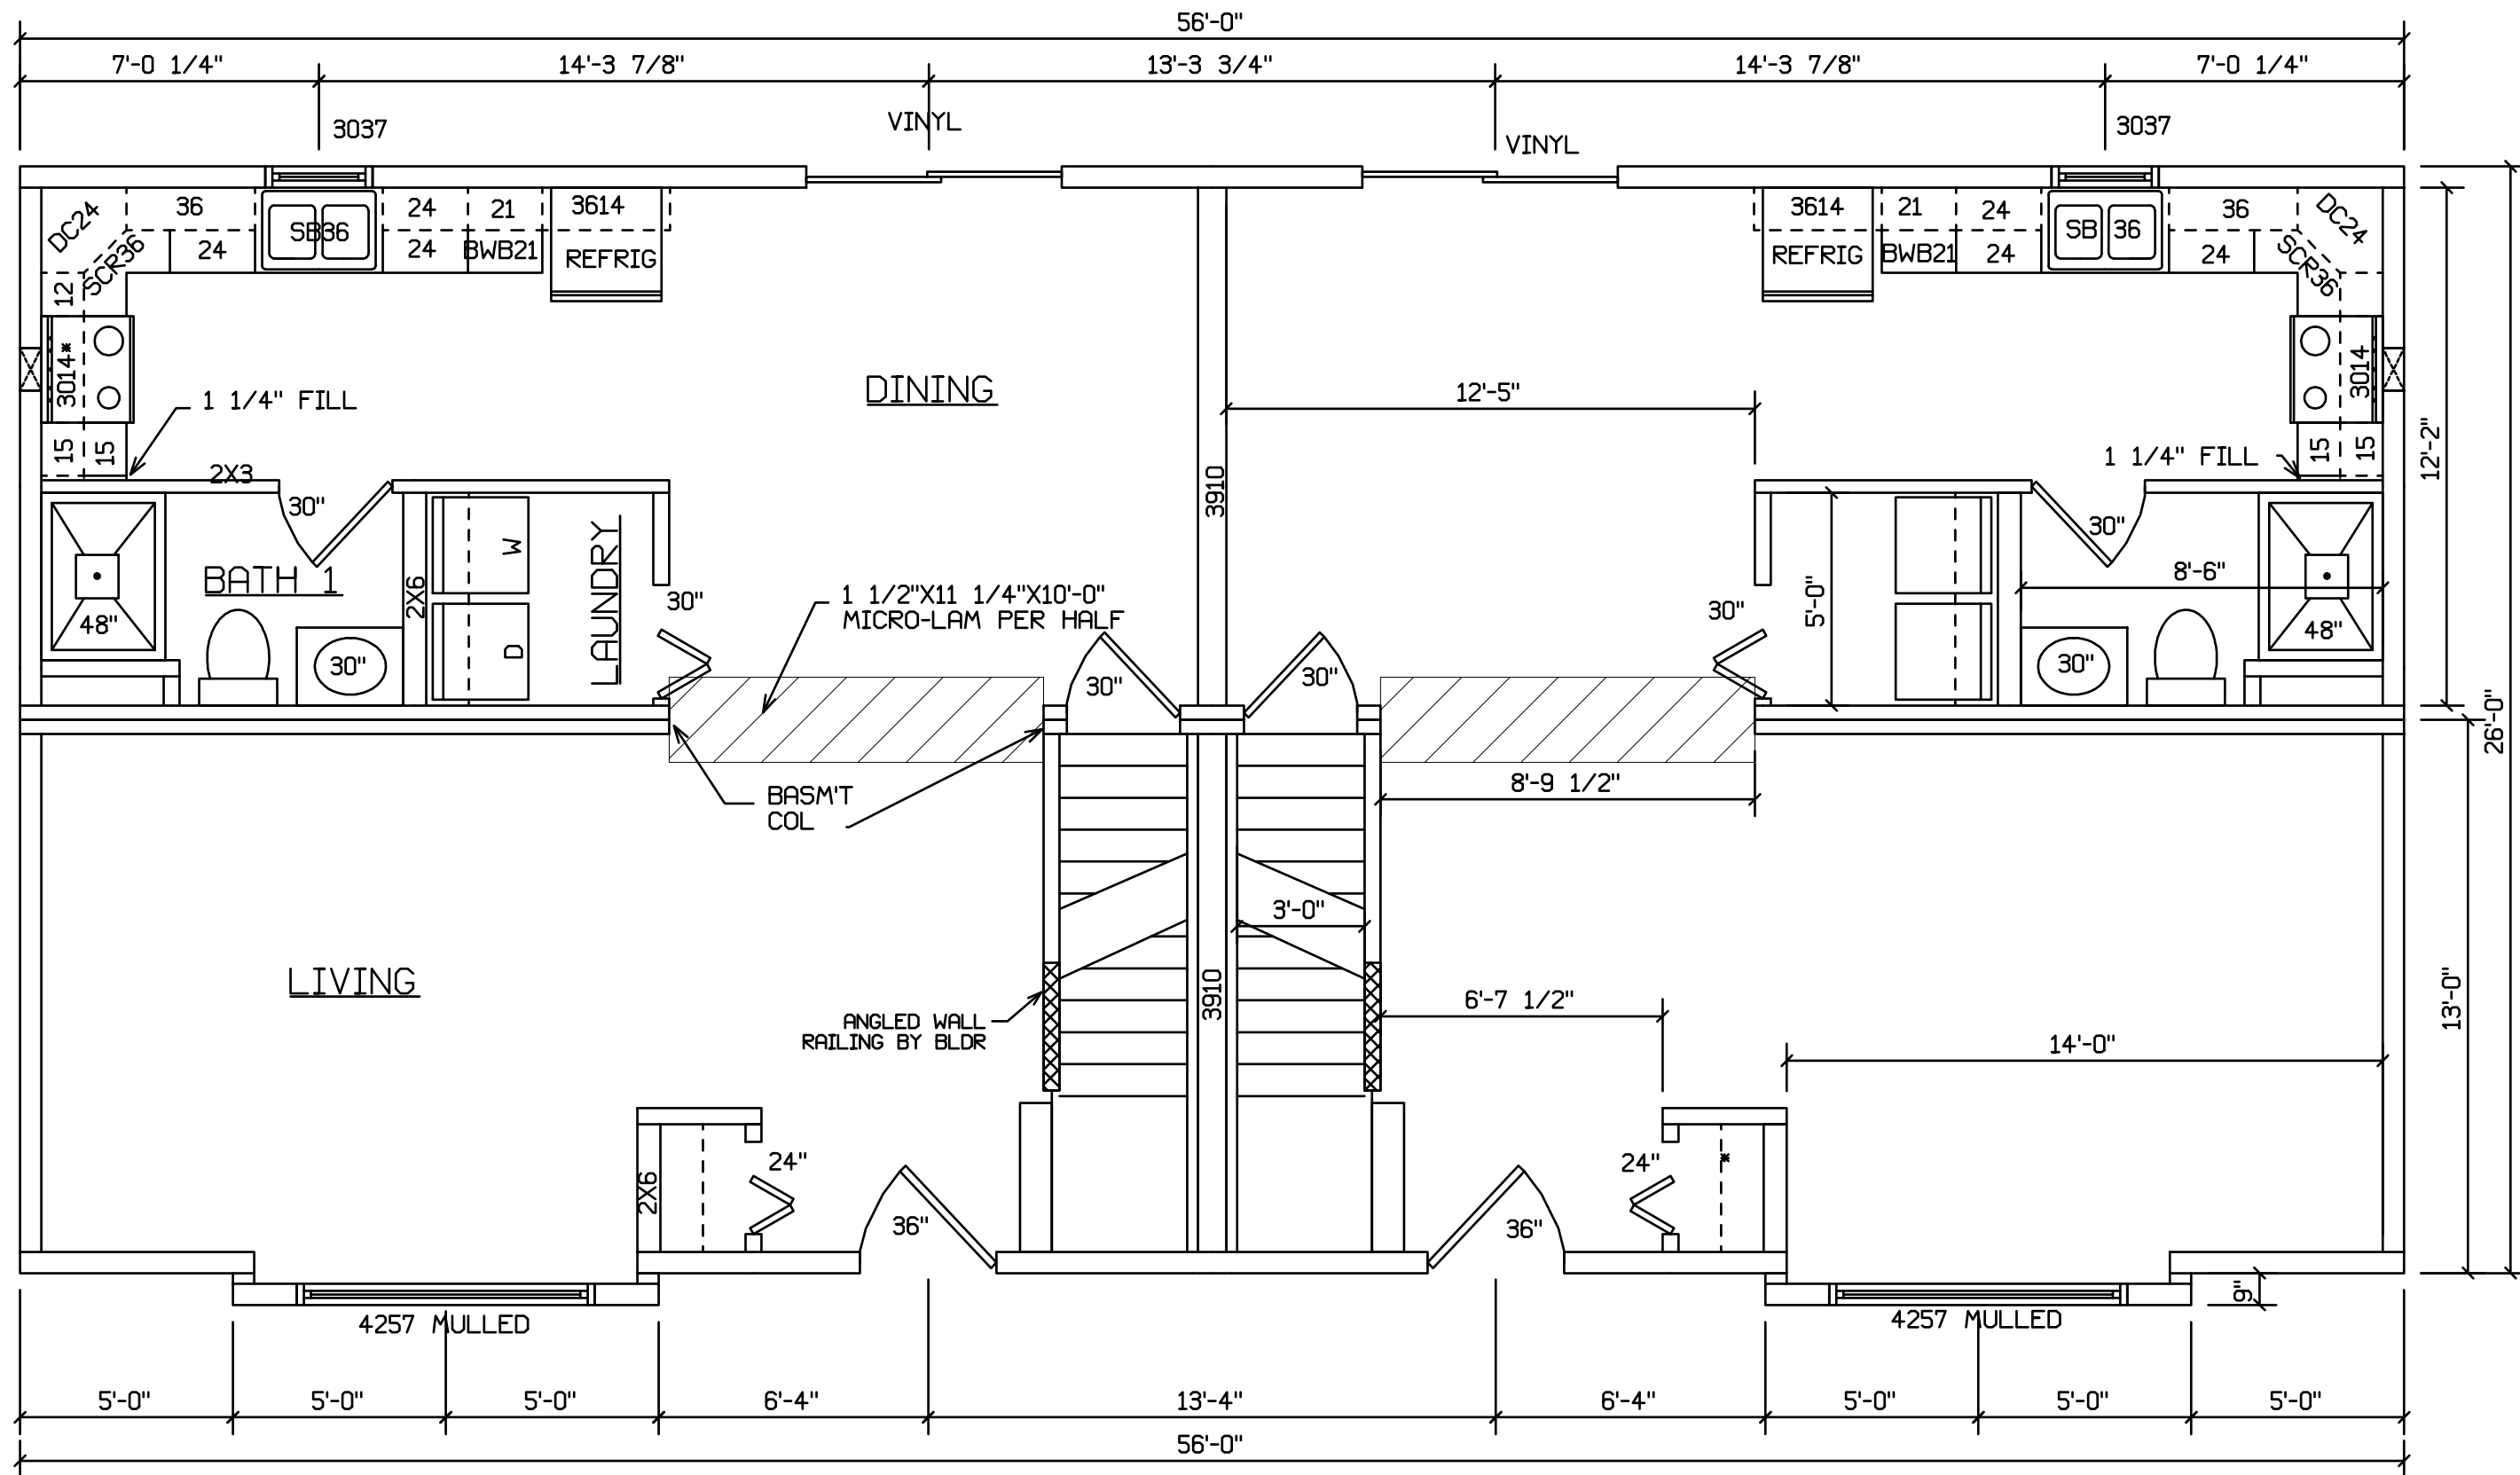 56'-0"
7'-0 1/4"
14'-3 7/8"
13'-3 3/4"
14'-3 7/8"
7'-0 1/4"
3037
VINYL
VINYL
3037
DC24
36
SB36
24
21
3614
3614
21
24
SB 36
36
DC24
SCR36
24
24
BWB21
REFRIG
REFRIG
BWB21
24
24
SCR36
12
3014*
3014
1 1/4" FILL
DINING
12'-5"
12'-2"
15
15
1 1/4" FILL
15
15
2X3
30"
3910
30"
BATH 1
2X6
W
LAUNDRY
30"
1 1/2"X11 1/4"X10'-0"
MICRO-LAM PER HALF
30"
5'-0"
8'-6"
48"
30"
D
30"
30"
30"
48"
26'-0"
BASM'T
COL
8'-9 1/2"
3'-0"
LIVING
3910
ANGLED WALL
RAILING BY BLDR
6'-7 1/2"
14'-0"
13'-0"
2X6
24"
36"
36"
24"
*
9"
4257 MULLED
4257 MULLED
5'-0"
5'-0"
5'-0"
6'-4"
13'-4"
6'-4"
5'-0"
5'-0"
5'-0"
56'-0"